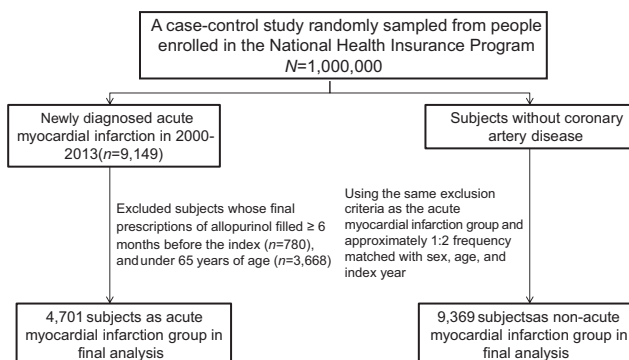 A case-control study randomly sampled from people
enrolled in the National Health Insurance Program
N=1,000,000
Newly diagnosed acute
myocardial infarction in 2000-
2013(n=9,149)
Subjects without coronary
artery disease
Excluded subjects whose final
prescriptions of allopurinol filled ≥ 6
months before the index (n=780),
and under 65 years of age (n=3,668)
Using the same exclusion
criteria as the acute
myocardial infarction group and
approximately 1:2 frequency
matched with sex, age, and
index year
4,701 subjects as acute
myocardial infarction group in
final analysis
9,369 subjectsas non-acute
myocardial infarction group in
final analysis